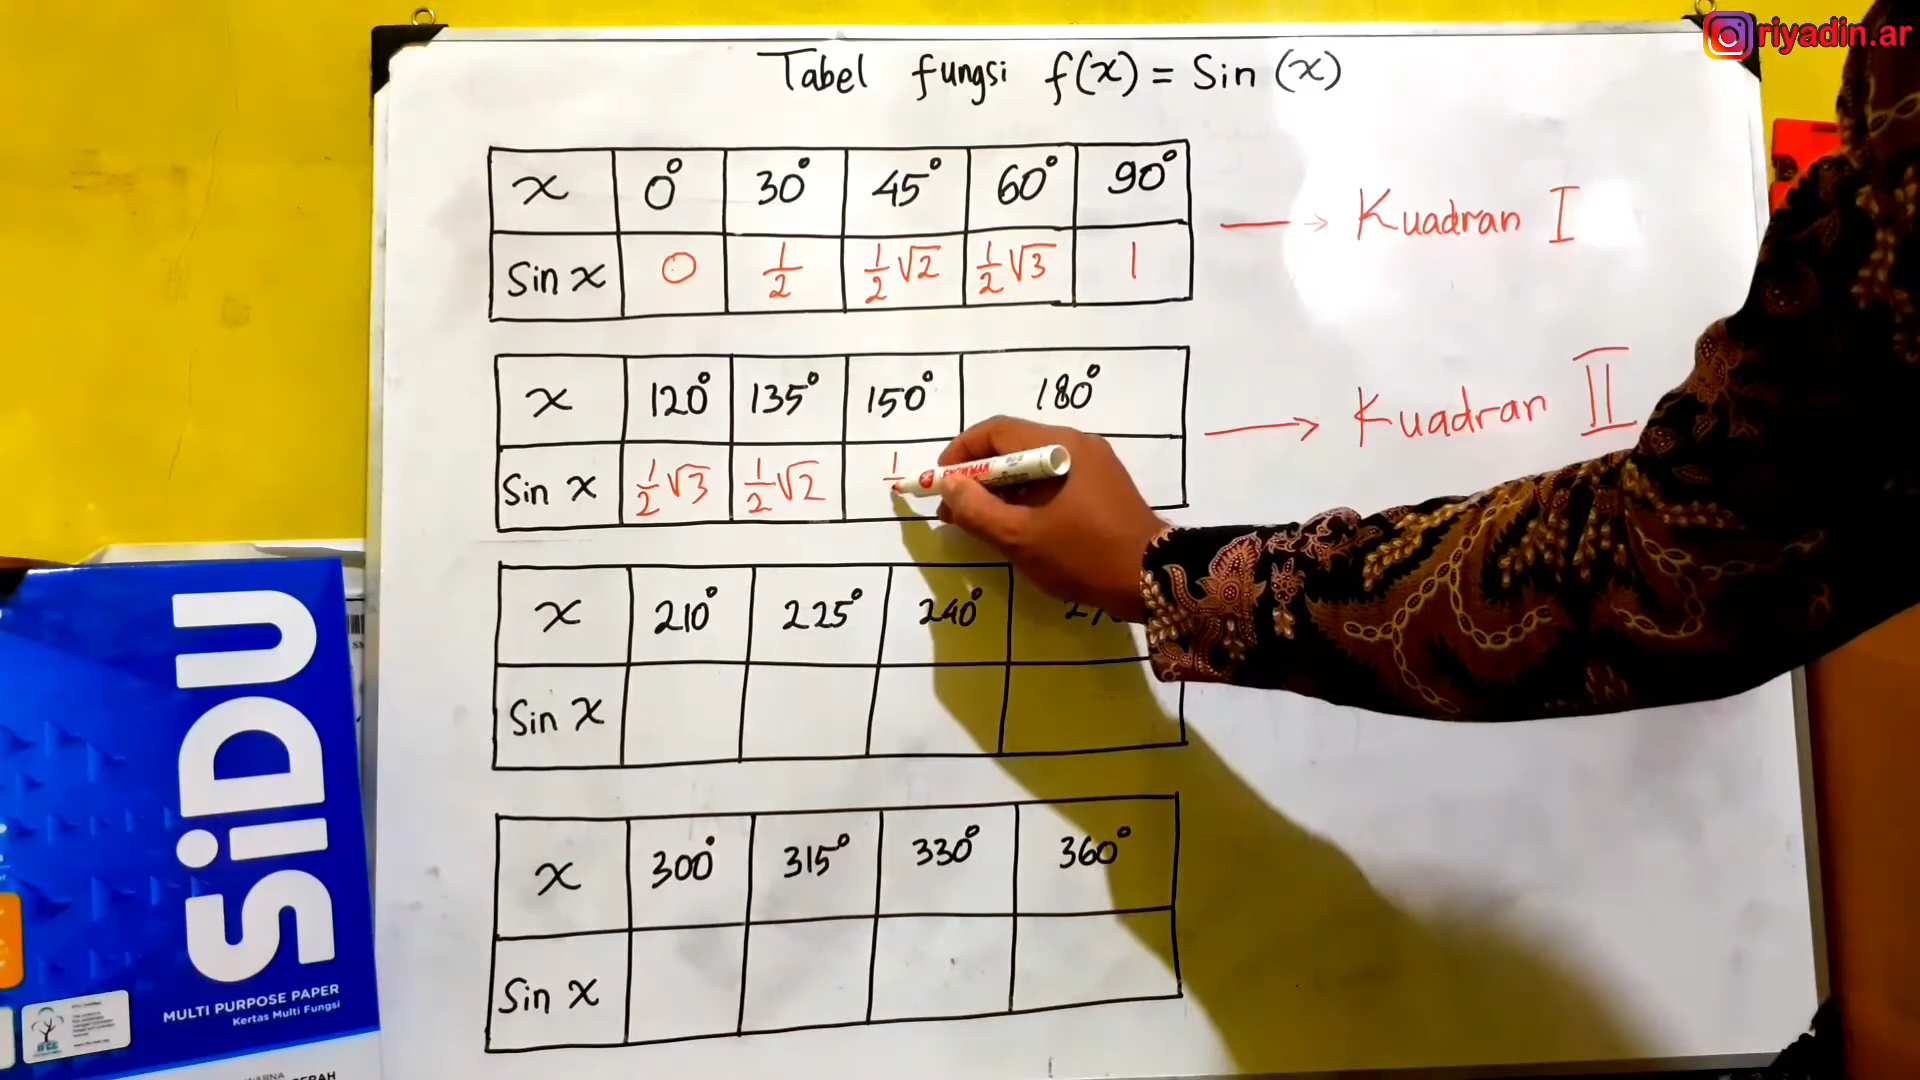 riyadin.ar
Tabel fungsi f(x) = Sin (x)
x 0° 30° 45° 60° 90°
Sin x 0 1/2 1/2√2 1/2√3 1
Kuadran I
x 120° 135° 150° 180°
Sin x 1/2√3 1/2√2 1
Kuadran II
SNOWMAN
x 210° 225° 240°
Sin x
x 300° 315° 330° 360°
Sin x
SiDU
MULTI PURPOSE PAPER
Kertas Multi Fungsi